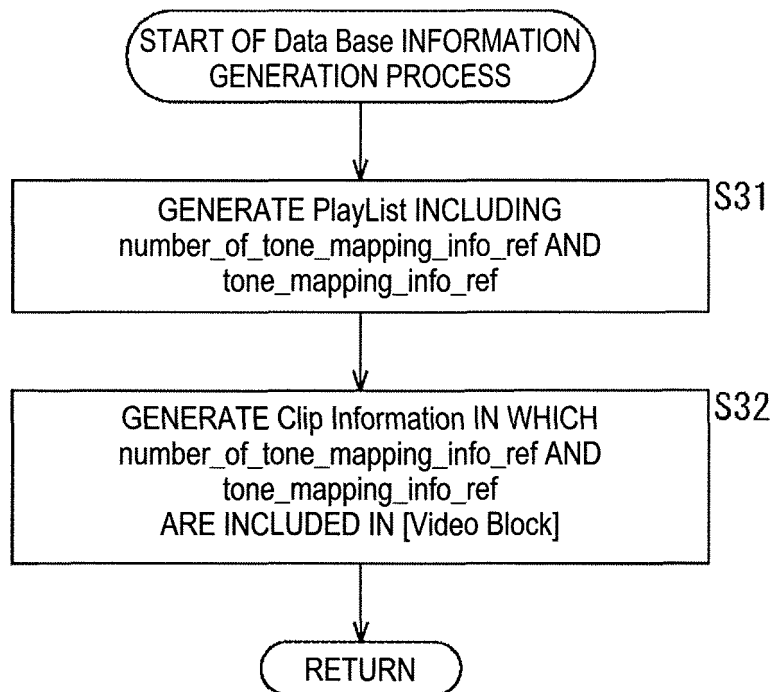 START OF Data Base INFORMATION
GENERATION PROCESS
S31
GENERATE PlayList INCLUDING
number_of_tone_mapping_info_ref AND
tone_mapping_info_ref
S32
GENERATE Clip Information IN WHICH
number_of_tone_mapping_info_ref AND
tone_mapping_info_ref
ARE INCLUDED IN [Video Block]
RETURN